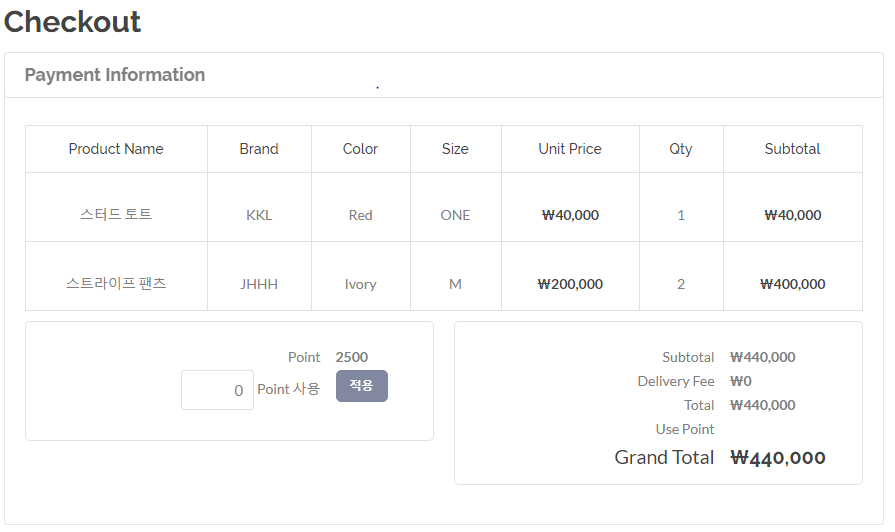 Checkout
Payment Information
Product Name Brand Color Size Unit Price Qty Subtotal
스터드 토트 KKL Red ONE ₩40,000 1 ₩40,000
스트라이프 팬츠 JHHH Ivory M ₩200,000 2 ₩400,000
Point 2500
0 Point 사용 적용
Subtotal ₩440,000
Delivery Fee ₩0
Total ₩440,000
Use Point
Grand Total ₩440,000